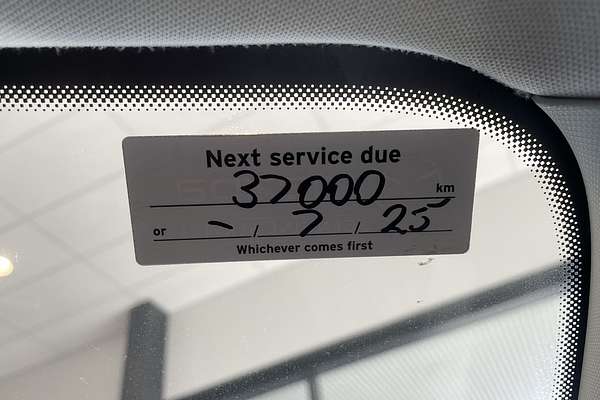 Next service due
37000 km
or - / 7 / 25
Whichever comes first